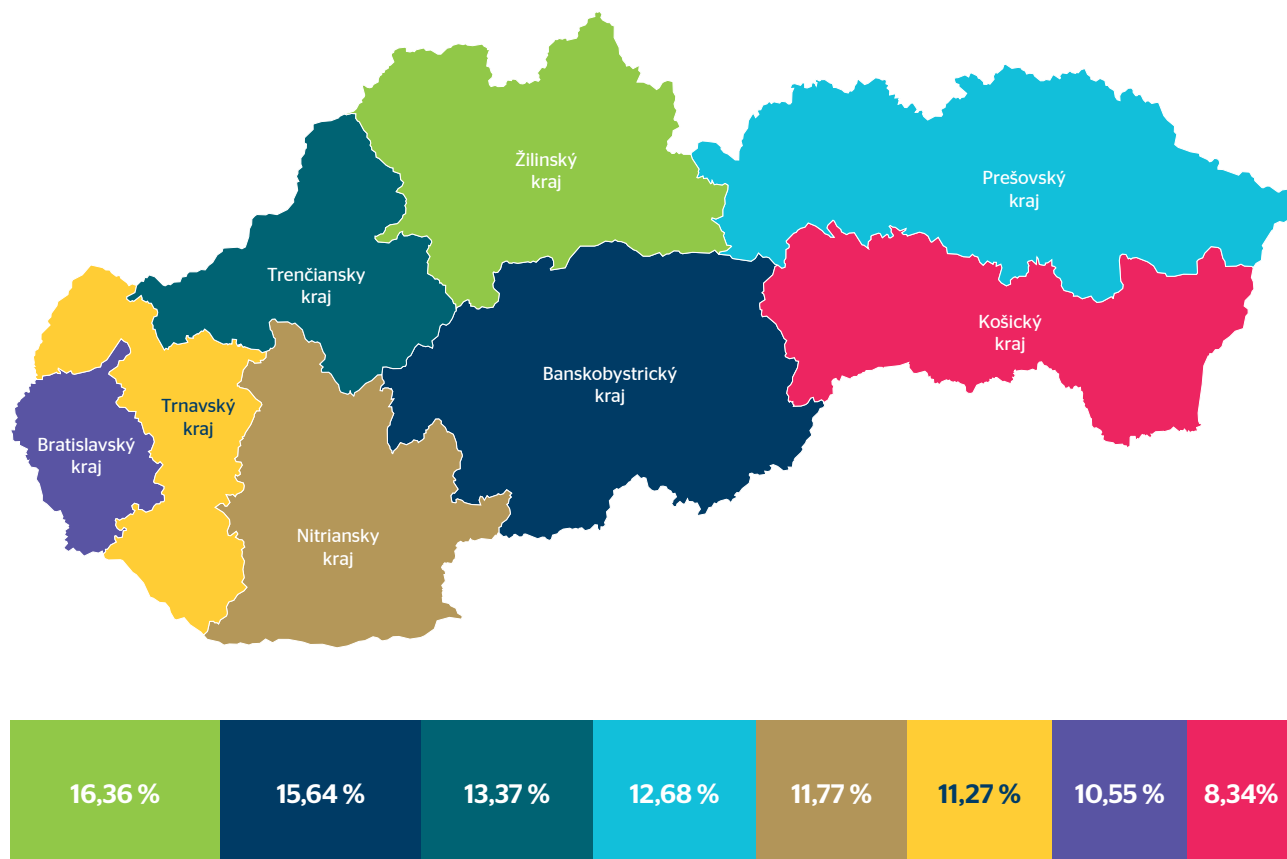 Žilinský
kraj
Prešovský
kraj
Trenčiansky
kraj
Košický
kraj
Banskobystrický
kraj
Trnavský
kraj
Bratislavský
kraj
Nitriansky
kraj
16,36 %
15,64 %
13,37 %
12,68 %
11,77 %
11,27 %
10,55 %
8,34%